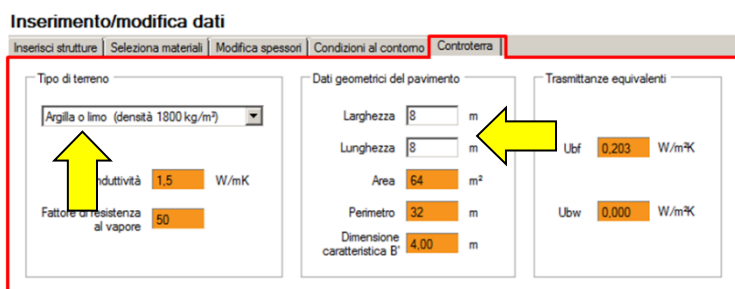 Inserimento/modifica dati
Inserisci strutture Seleziona materiali Modifica spessori Condizioni al contorno Controterra
Tipo di terreno
Argilla o limo (densità 1800 kg/m³)
nduttività 1,5 W/mK
Fattore di resistenza
al vapore 50
Dati geometrici del pavimento
Larghezza 8 m
Lunghezza 8 m
Area 64 m²
Perimetro 32 m
Dimensione
caratteristica B' 4,00 m
Trasmittanze equivalenti
Ubf 0,203 W/m²K
Ubw 0,000 W/m²K